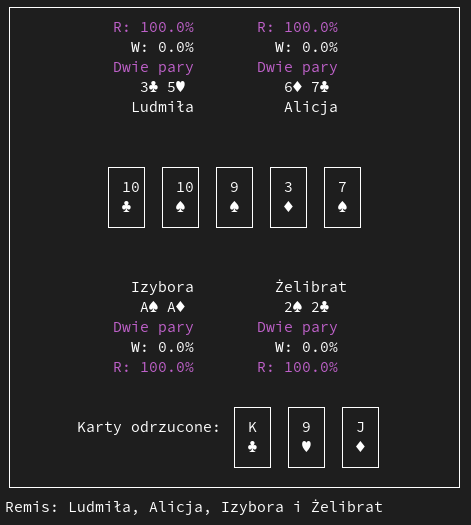 R: 100.0% R: 100.0%
W: 0.0% W: 0.0%
Dwie pary Dwie pary
3♣ 5♥ 6♦ 7♣
Ludmiła Alicja
10 10 9 3 7
♣ ♠ ♠ ♦ ♠
Izybora Żelibrat
A♠ A♦ 2♠ 2♣
Dwie pary Dwie pary
W: 0.0% W: 0.0%
R: 100.0% R: 100.0%
Karty odrzucone: K 9 J
♣ ♥ ♦
Remis: Ludmiła, Alicja, Izybora i Żelibrat